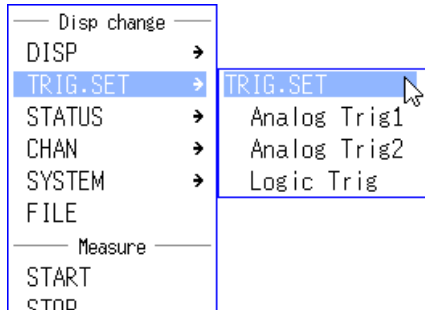 Disp change
DISP
TRIG.SET
STATUS
CHAN
SYSTEM
FILE
Measure
START
STOP
TRIG.SET
Analog Trig1
Analog Trig2
Logic Trig